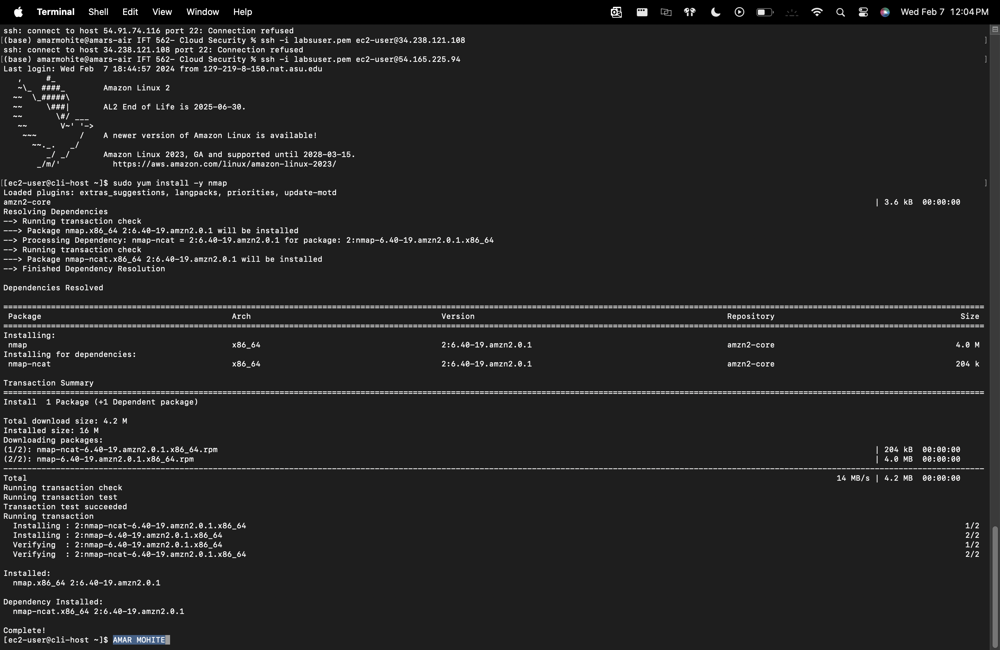 Terminal Shell Edit View Window Help Wed Feb 7 12:04 PM
ssh: connect to host 54.91.74.116 port 22: Connection refused
[(base) amarmohite@amars-air IFT 562- Cloud Security % ssh -i labsuser.pem ec2-user@34.238.121.108 ]
ssh: connect to host 34.238.121.108 port 22: Connection refused
[(base) amarmohite@amars-air IFT 562- Cloud Security % ssh -i labsuser.pem ec2-user@54.165.225.94 ]
Last login: Wed Feb  7 18:44:57 2024 from 129-219-8-150.nat.asu.edu
   ,     #_
   ~\_  ####_        Amazon Linux 2
  ~~  \_#####\
  ~~     \###|       AL2 End of Life is 2025-06-30.
  ~~       \#/ ___
   ~~       V~' '->
    ~~~         /    A newer version of Amazon Linux is available!
      ~~._.   _/
         _/ _/       Amazon Linux 2023, GA and supported until 2028-03-15.
       _/m/'           https://aws.amazon.com/linux/amazon-linux-2023/
[[ec2-user@cli-host ~]$ sudo yum install -y nmap ]
Loaded plugins: extras_suggestions, langpacks, priorities, update-motd
amzn2-core | 3.6 kB  00:00:00
Resolving Dependencies
--> Running transaction check
---> Package nmap.x86_64 2:6.40-19.amzn2.0.1 will be installed
--> Processing Dependency: nmap-ncat = 2:6.40-19.amzn2.0.1 for package: 2:nmap-6.40-19.amzn2.0.1.x86_64
--> Running transaction check
---> Package nmap-ncat.x86_64 2:6.40-19.amzn2.0.1 will be installed
--> Finished Dependency Resolution
Dependencies Resolved
Package Arch Version Repository Size
Installing:
nmap x86_64 2:6.40-19.amzn2.0.1 amzn2-core 4.0 M
Installing for dependencies:
nmap-ncat x86_64 2:6.40-19.amzn2.0.1 amzn2-core 204 k
Transaction Summary
Install  1 Package (+1 Dependent package)
Total download size: 4.2 M
Installed size: 16 M
Downloading packages:
(1/2): nmap-ncat-6.40-19.amzn2.0.1.x86_64.rpm | 204 kB  00:00:00
(2/2): nmap-6.40-19.amzn2.0.1.x86_64.rpm | 4.0 MB  00:00:00
Total 14 MB/s | 4.2 MB  00:00:00
Running transaction check
Running transaction test
Transaction test succeeded
Running transaction
  Installing : 2:nmap-ncat-6.40-19.amzn2.0.1.x86_64 1/2
  Installing : 2:nmap-6.40-19.amzn2.0.1.x86_64 2/2
  Verifying  : 2:nmap-6.40-19.amzn2.0.1.x86_64 1/2
  Verifying  : 2:nmap-ncat-6.40-19.amzn2.0.1.x86_64 2/2
Installed:
  nmap.x86_64 2:6.40-19.amzn2.0.1
Dependency Installed:
  nmap-ncat.x86_64 2:6.40-19.amzn2.0.1
Complete!
[ec2-user@cli-host ~]$ AMAR MOHITE